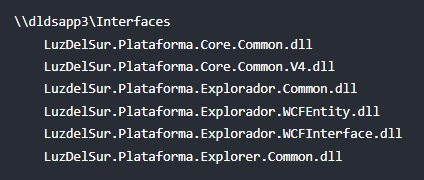 \\dldsapp3\Interfaces
LuzDelSur.Plataforma.Core.Common.dll
LuzDelSur.Plataforma.Core.Common.V4.dll
LuzdelSur.Plataforma.Explorador.Common.dll
LuzdelSur.Plataforma.Explorador.WCFEntity.dll
LuzdelSur.Plataforma.Explorador.WCFInterface.dll
LuzDelSur.Plataforma.Explorer.Common.dll